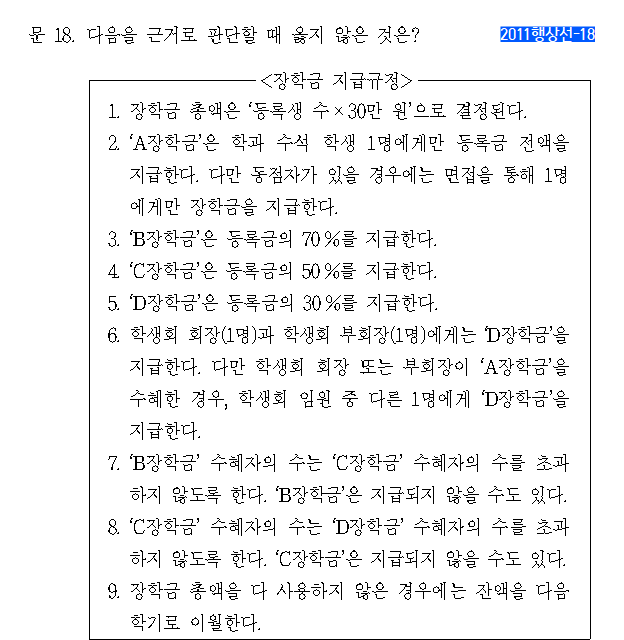 문 18. 다음을 근거로 판단할 때 옳지 않은 것은?
2011행상선-18
<장학금 지급규정>
1. 장학금 총액은 ‘등록생 수×30만 원’으로 결정된다.
2. ‘A장학금’은 학과 수석 학생 1명에게만 등록금 전액을
지급한다. 다만 동점자가 있을 경우에는 면접을 통해 1명
에게만 장학금을 지급한다.
3. ‘B장학금’은 등록금의 70%를 지급한다.
4. ‘C장학금’은 등록금의 50%를 지급한다.
5. ‘D장학금’은 등록금의 30%를 지급한다.
6. 학생회 회장(1명)과 학생회 부회장(1명)에게는 ‘D장학금’을
지급한다. 다만 학생회 회장 또는 부회장이 ‘A장학금’을
수혜한 경우, 학생회 임원 중 다른 1명에게 ‘D장학금’을
지급한다.
7. ‘B장학금’ 수혜자의 수는 ‘C장학금’ 수혜자의 수를 초과
하지 않도록 한다. ‘B장학금’은 지급되지 않을 수도 있다.
8. ‘C장학금’ 수혜자의 수는 ‘D장학금’ 수혜자의 수를 초과
하지 않도록 한다. ‘C장학금’은 지급되지 않을 수도 있다.
9. 장학금 총액을 다 사용하지 않은 경우에는 잔액을 다음
학기로 이월한다.